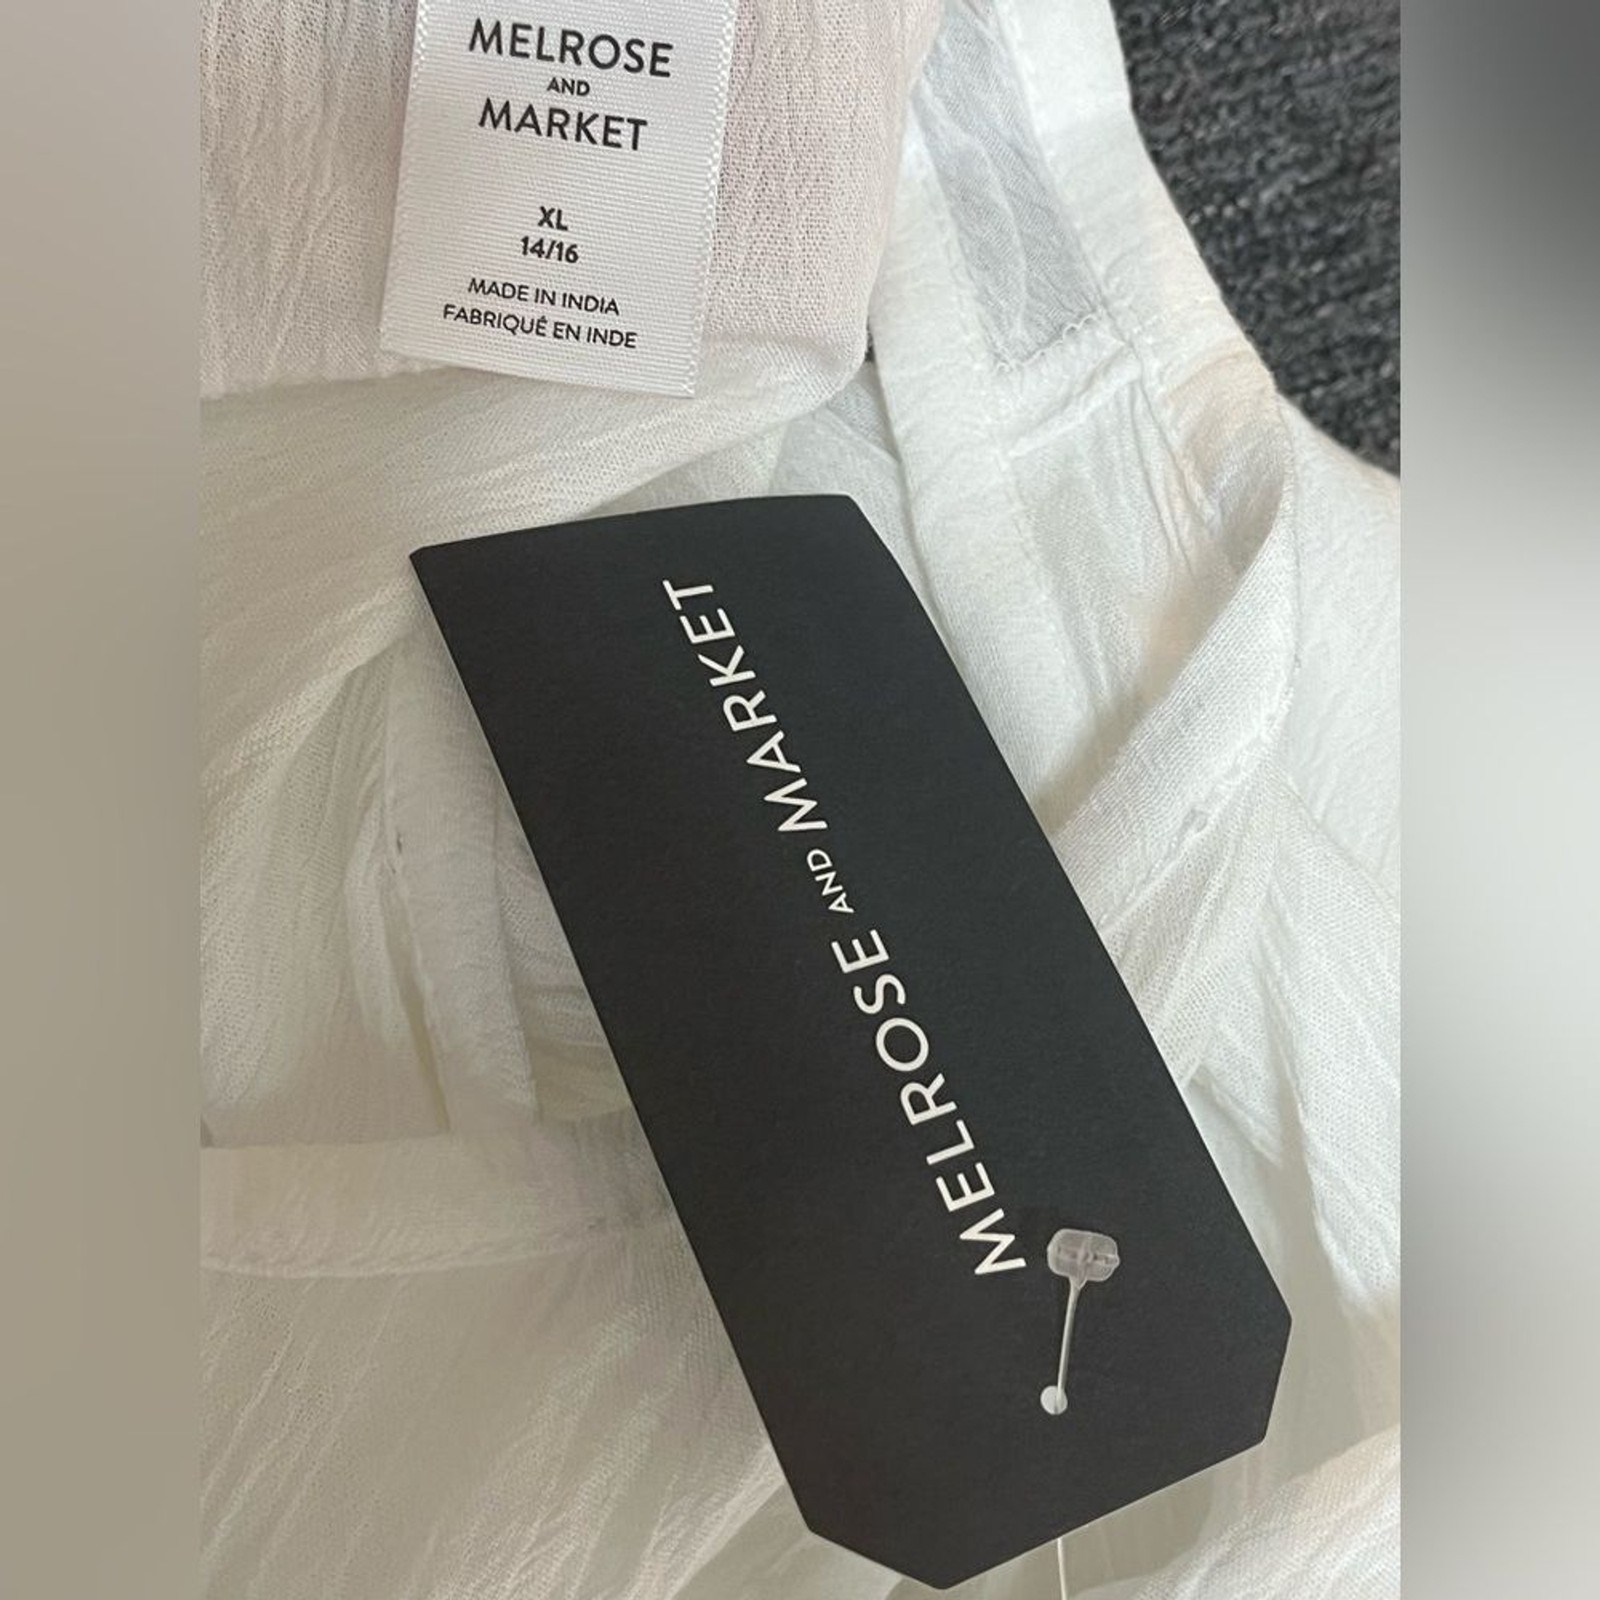 MELROSE
AND
MARKET
XL
14/16
MADE IN INDIA
FABRIQUÉ EN INDE
MELROSE AND MARKET